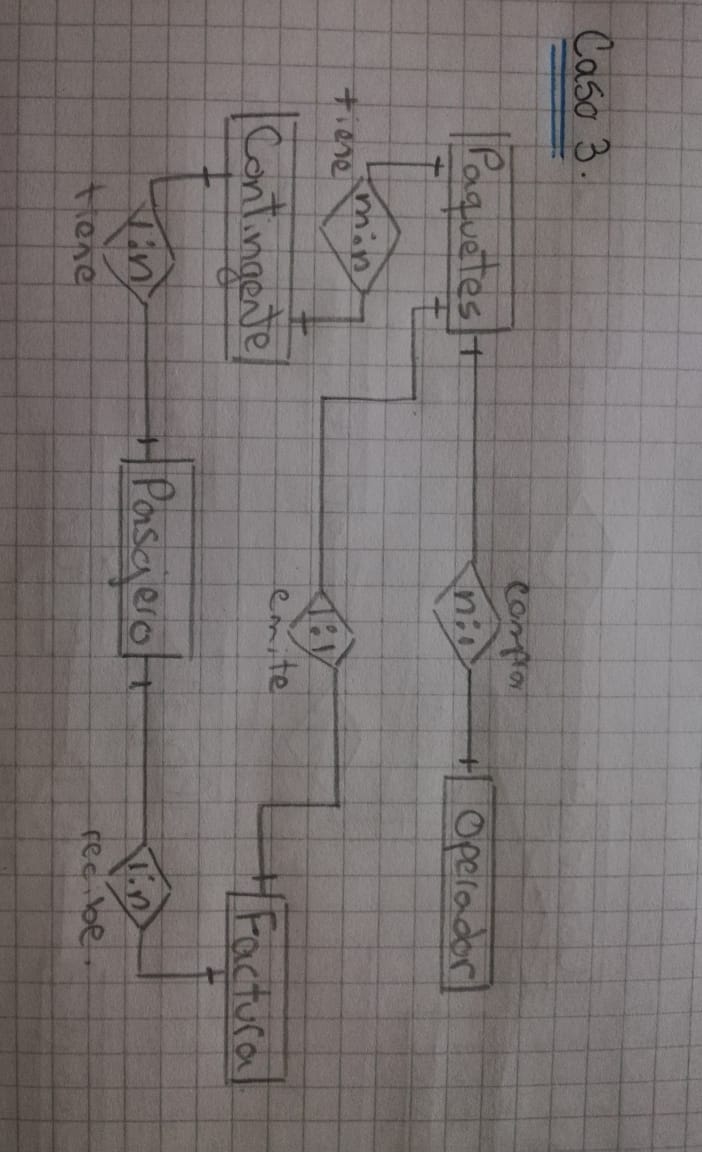 Caso 3.
Paquetes
compra
n:1
Operador
tiene
m:n
Contingente
1:1
emite
Factura
1:n
tiene
Pasajero
1:n
recibe.